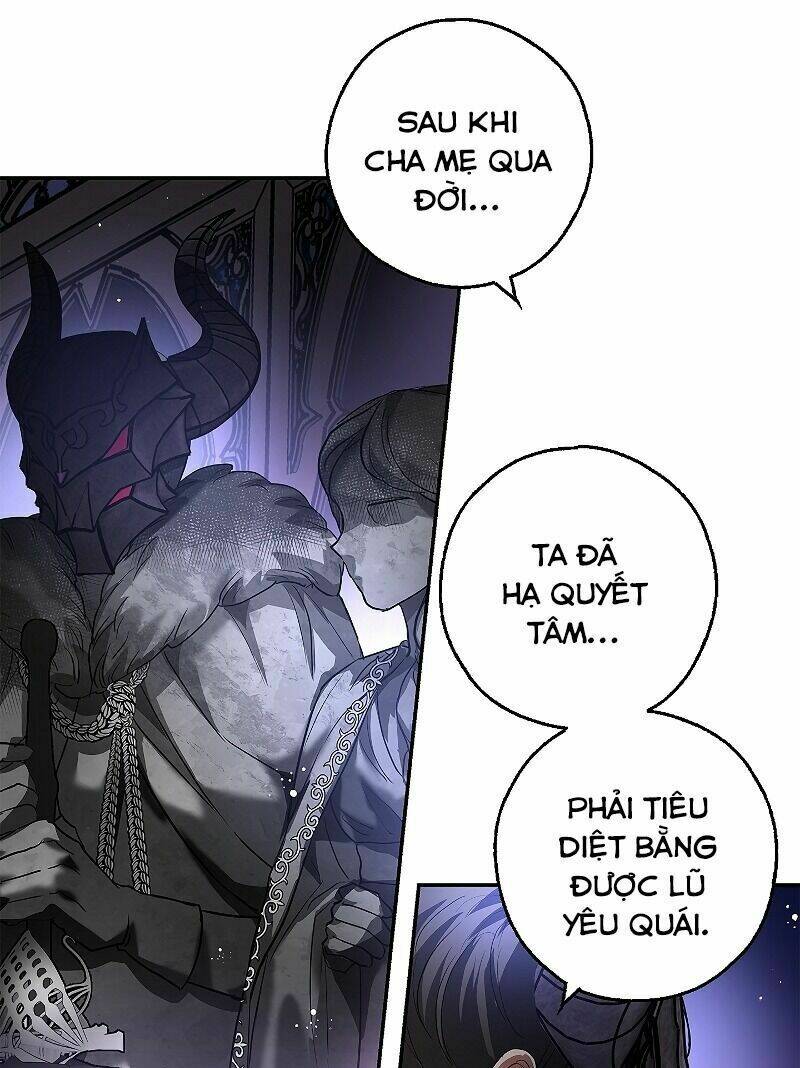 SAU KHI
CHA MẸ QUA
ĐỜI...
TA ĐÃ
HẠ QUYẾT
TÂM...
PHẢI TIÊU
DIỆT BẰNG
ĐƯỢC LŨ
YÊU QUÁI.